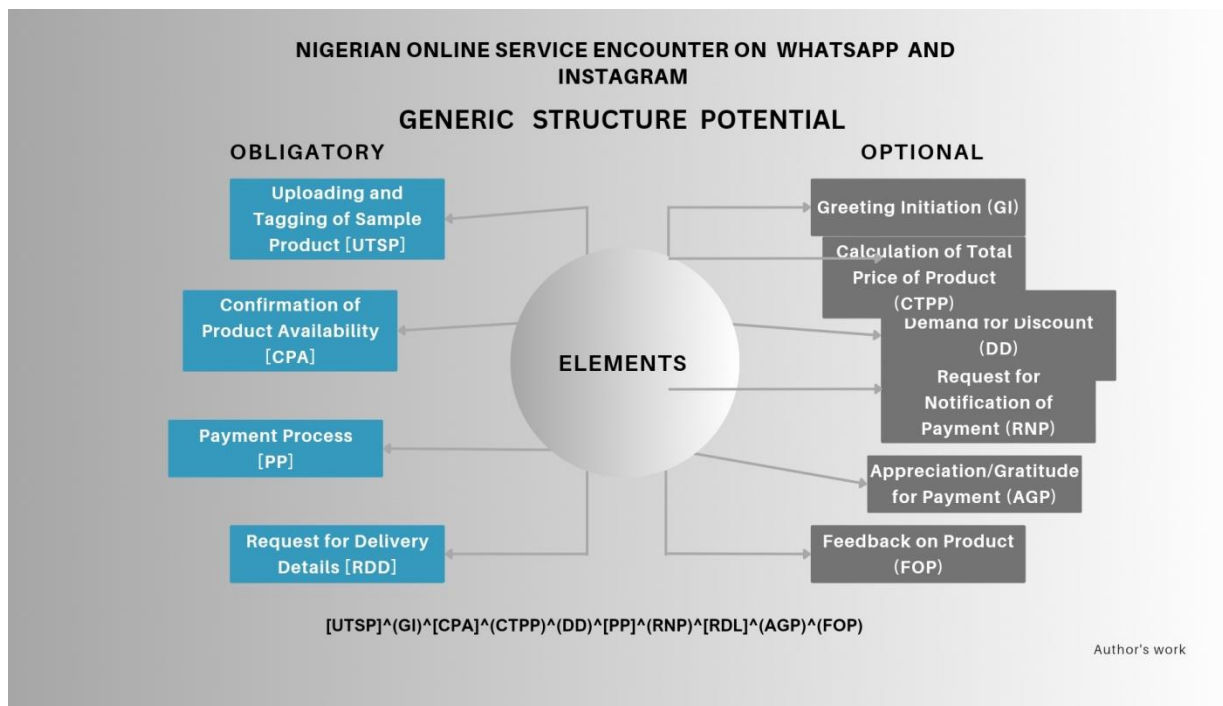 NIGERIAN ONLINE SERVICE ENCOUNTER ON WHATSAPP AND
INSTAGRAM
GENERIC STRUCTURE POTENTIAL
OBLIGATORY
Uploading and
Tagging of Sample
Product [UTSP]
Confirmation of
Product Availability
[CPA]
Payment Process
[PP]
Request for Delivery
Details [RDD]
ELEMENTS
OPTIONAL
Greeting Initiation (GI)
Calculation of Total
Price of Product
(CTPP)
Demand for Discount
(DD)
Request for
Notification of
Payment (RNP)
Appreciation/Gratitude
for Payment (AGP)
Feedback on Product
(FOP)
[UTSP]^(GI)^[CPA]^(CTPP)^(DD)^[PP]^(RNP)^[RDL]^(AGP)^(FOP)
Author's work